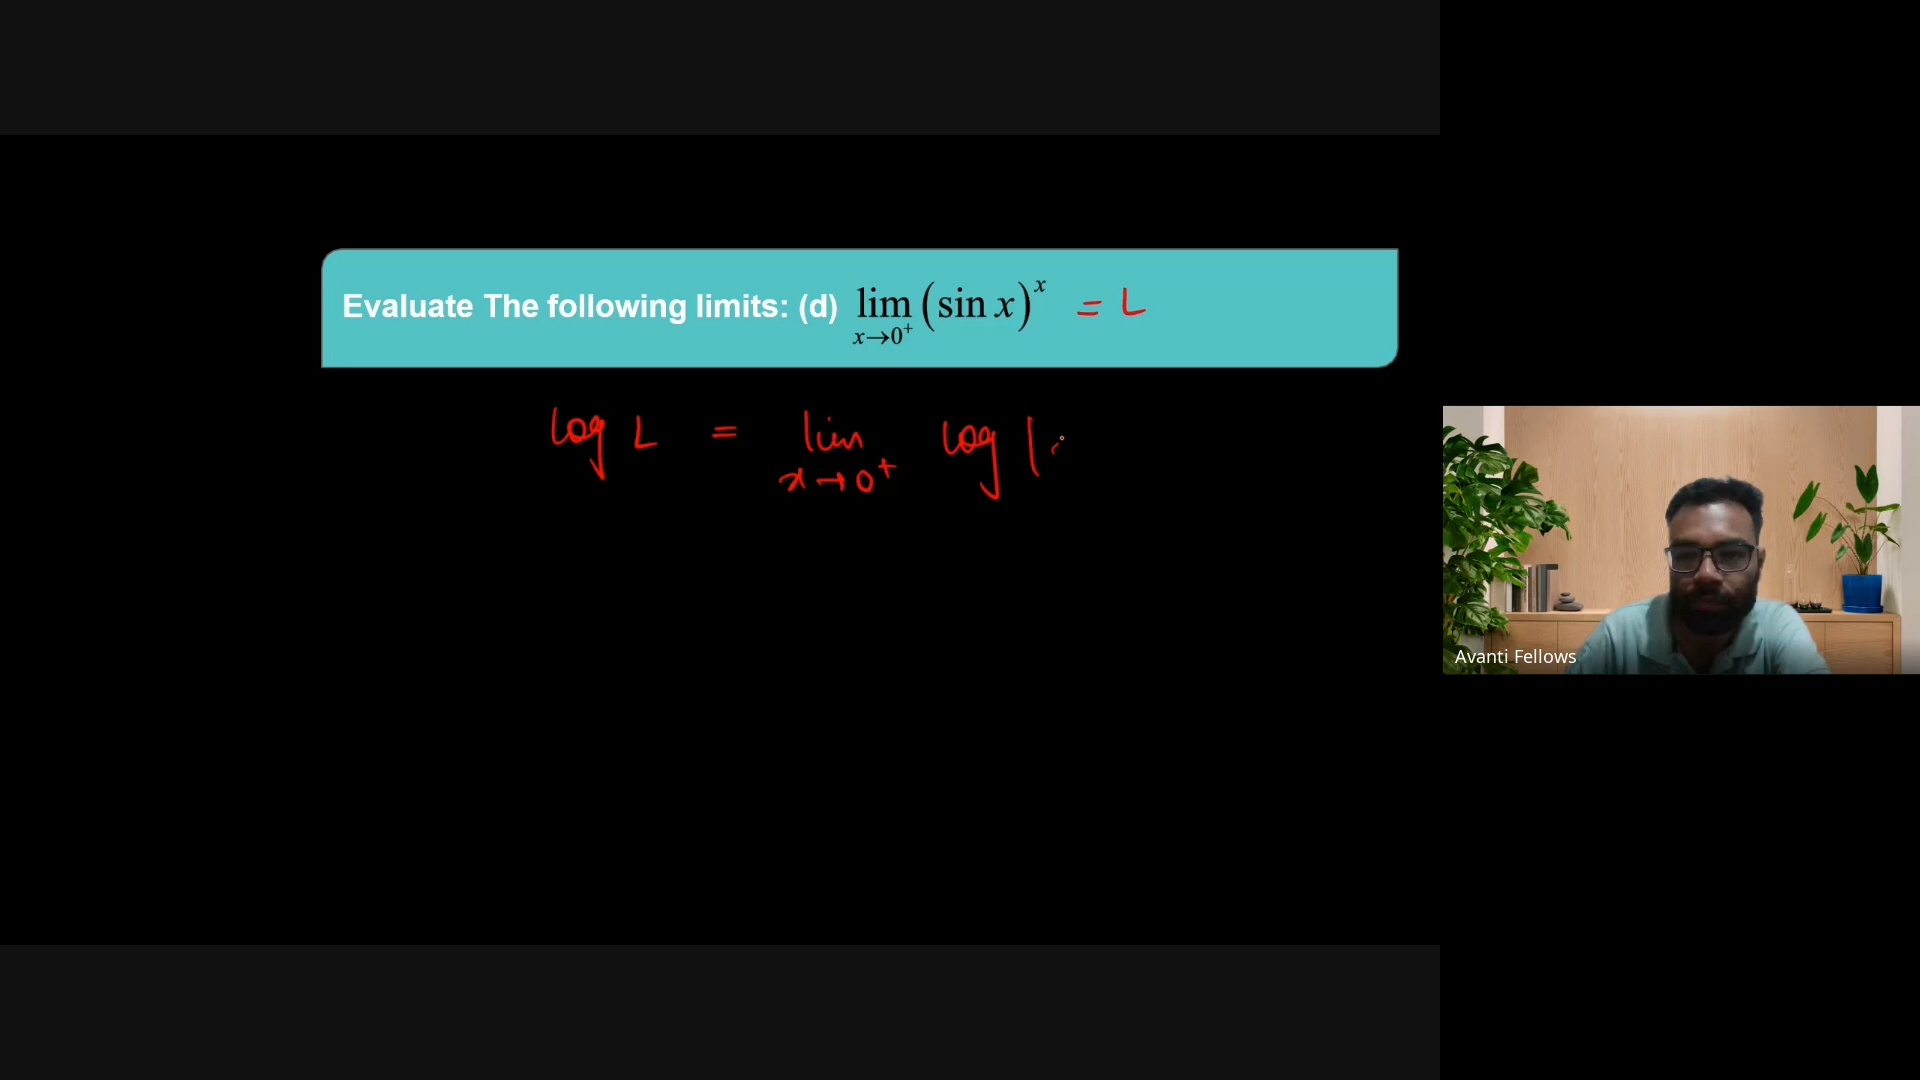 Evaluate The following limits: (d) lim (sin x)^x = L
x→0⁺
log L = lim log (
x→0⁺
Avanti Fellows